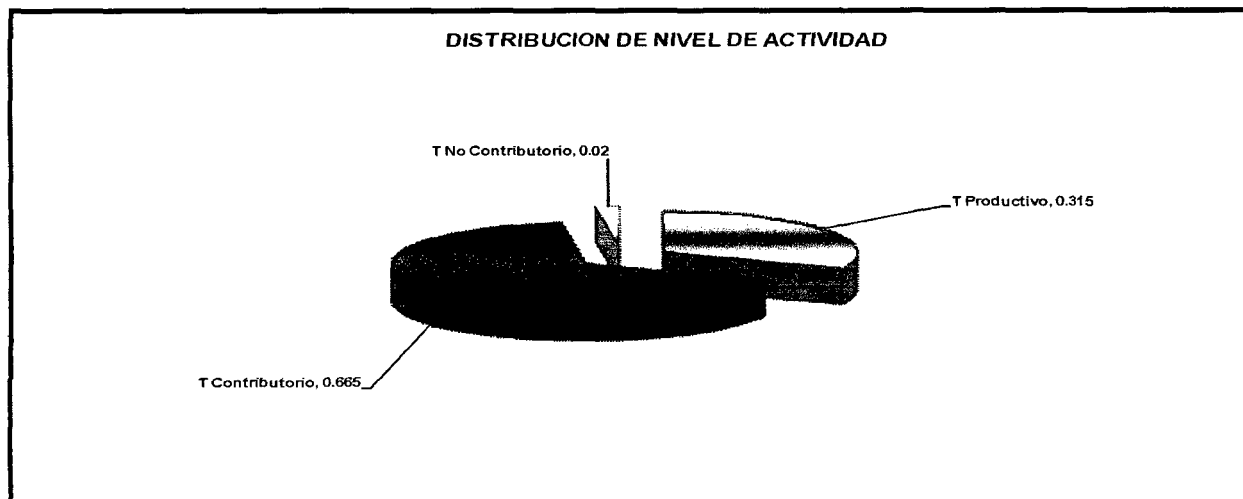 DISTRIBUCION DE NIVEL DE ACTIVIDAD
T No Contributorio, 0.02
T Productivo, 0.315
T Contributorio, 0.665